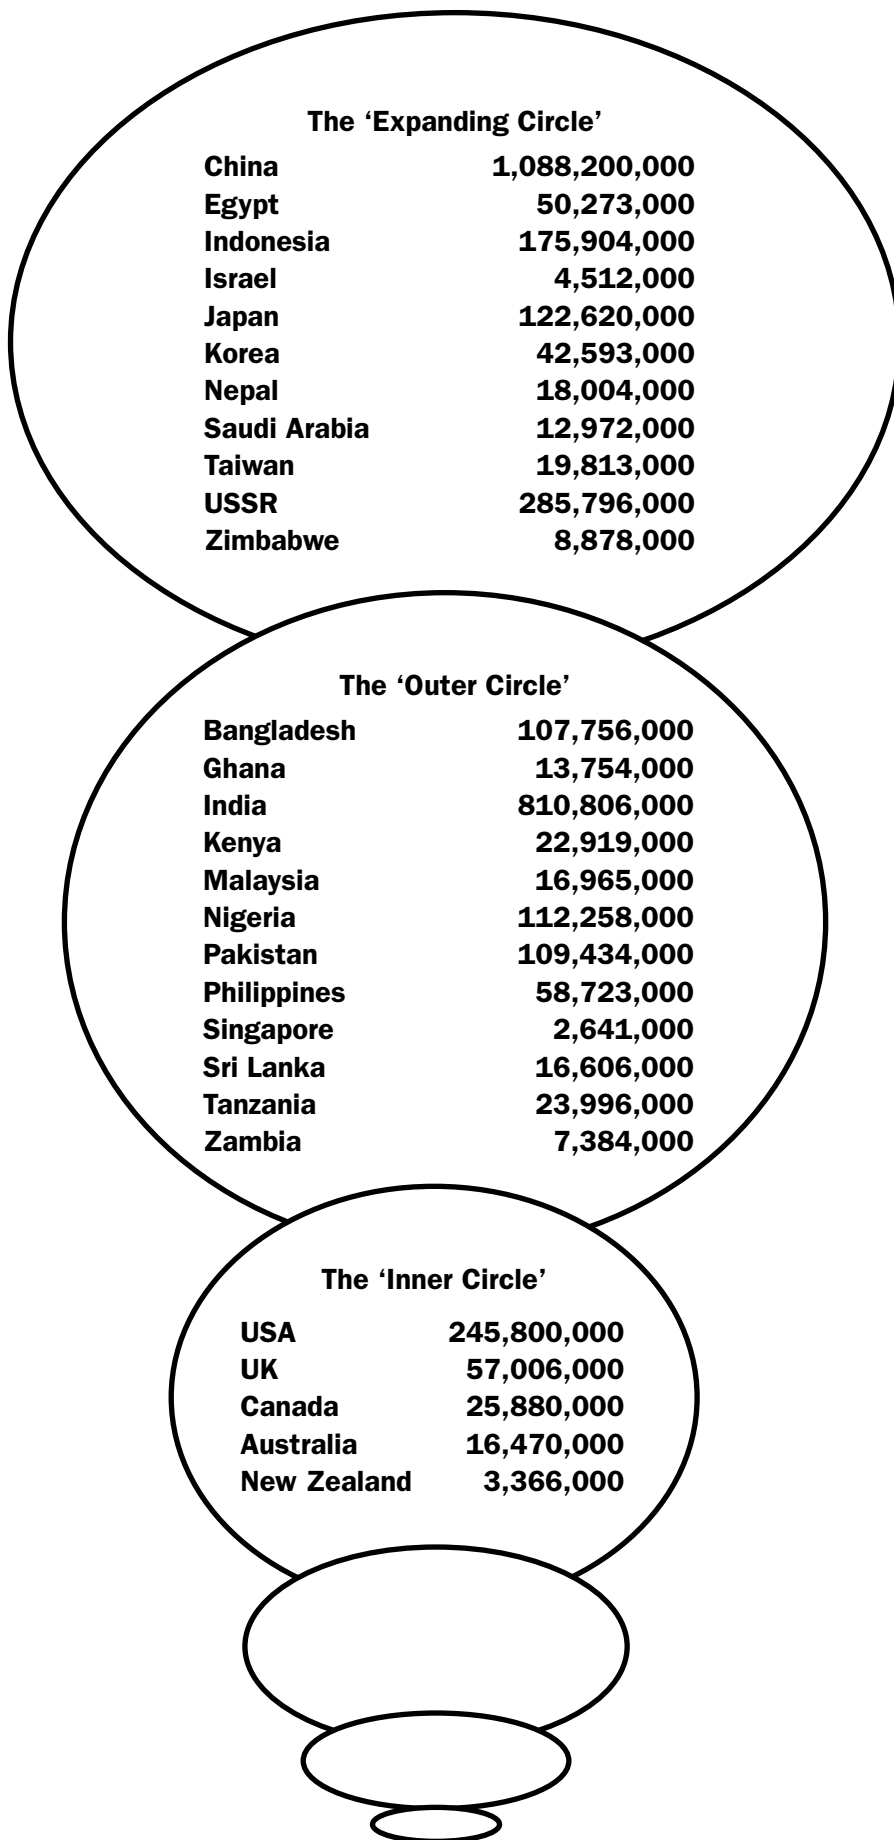 The ‘Expanding Circle’
China 1,088,200,000
Egypt 50,273,000
Indonesia 175,904,000
Israel 4,512,000
Japan 122,620,000
Korea 42,593,000
Nepal 18,004,000
Saudi Arabia 12,972,000
Taiwan 19,813,000
USSR 285,796,000
Zimbabwe 8,878,000
The ‘Outer Circle’
Bangladesh 107,756,000
Ghana 13,754,000
India 810,806,000
Kenya 22,919,000
Malaysia 16,965,000
Nigeria 112,258,000
Pakistan 109,434,000
Philippines 58,723,000
Singapore 2,641,000
Sri Lanka 16,606,000
Tanzania 23,996,000
Zambia 7,384,000
The ‘Inner Circle’
USA 245,800,000
UK 57,006,000
Canada 25,880,000
Australia 16,470,000
New Zealand 3,366,000